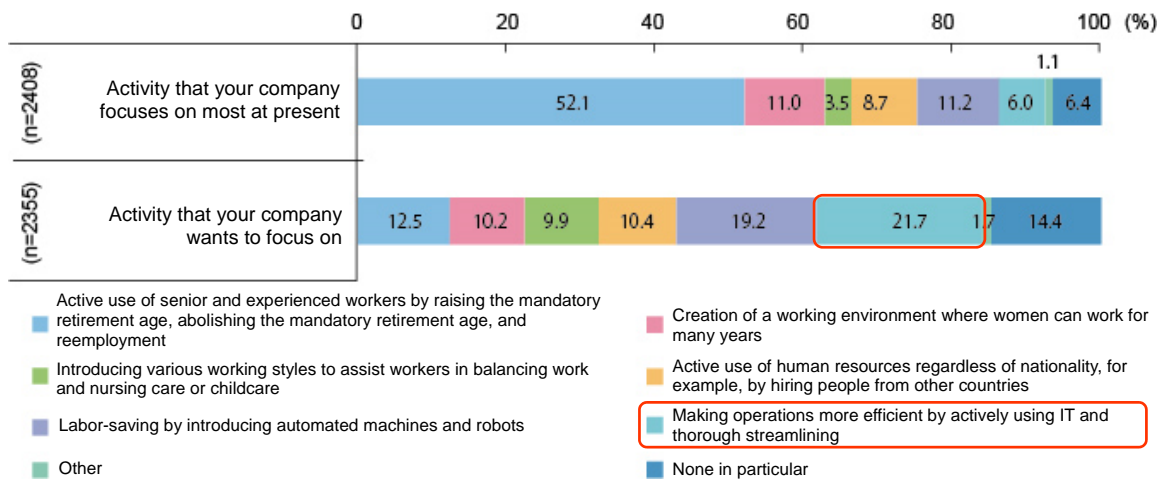 0 20 40 60 80 100 (%)
1.1
(n=2408)
Activity that your company
focuses on most at present
52.1 11.0 3.5 8.7 11.2 6.0 6.4
(n=2355)
Activity that your company
wants to focus on
12.5 10.2 9.9 10.4 19.2 21.7 1.7 14.4
Active use of senior and experienced workers by raising the mandatory
retirement age, abolishing the mandatory retirement age, and
reemployment
Creation of a working environment where women can work for
many years
Introducing various working styles to assist workers in balancing work
and nursing care or childcare
Active use of human resources regardless of nationality, for
example, by hiring people from other countries
Labor-saving by introducing automated machines and robots
Making operations more efficient by actively using IT and
thorough streamlining
Other
None in particular